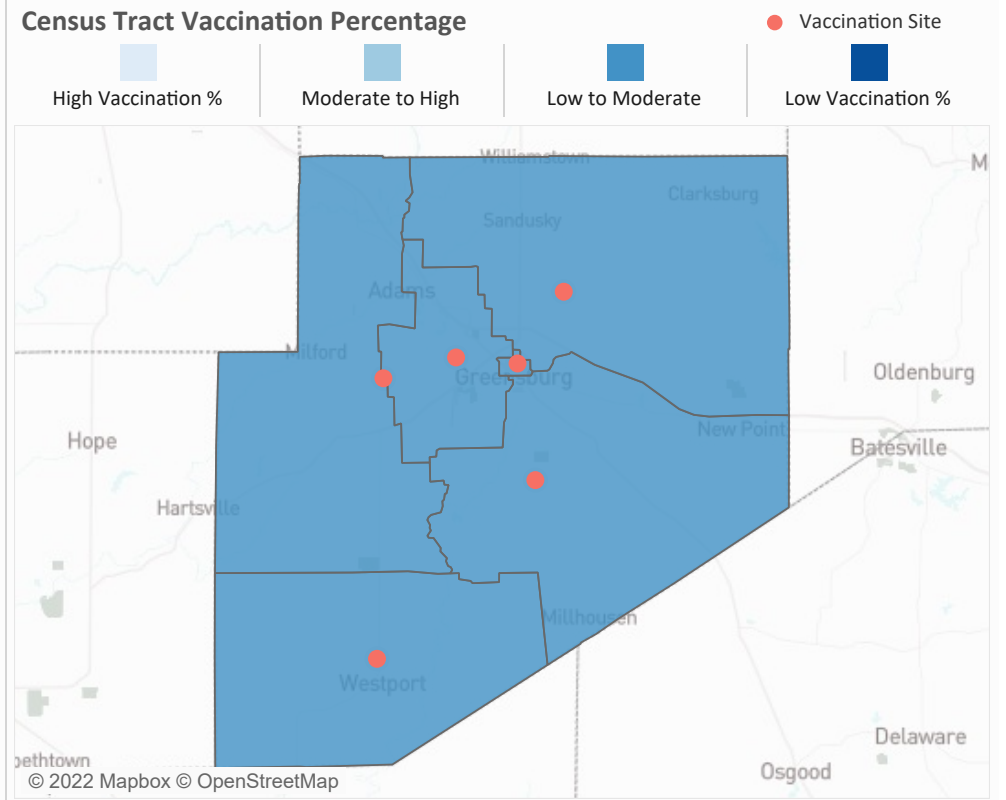 Census Tract Vaccination Percentage
Vaccination Site
High Vaccination %
Moderate to High
Low to Moderate
Low Vaccination %
Williamstown
M
Clarksburg
Sandusky
Adams
Milford
Greensburg
Oldenburg
New Point
Hope
Batesville
Hartsville
Millhousen
Westport
Delaware
pethtown
Osgood
© 2022 Mapbox © OpenStreetMap